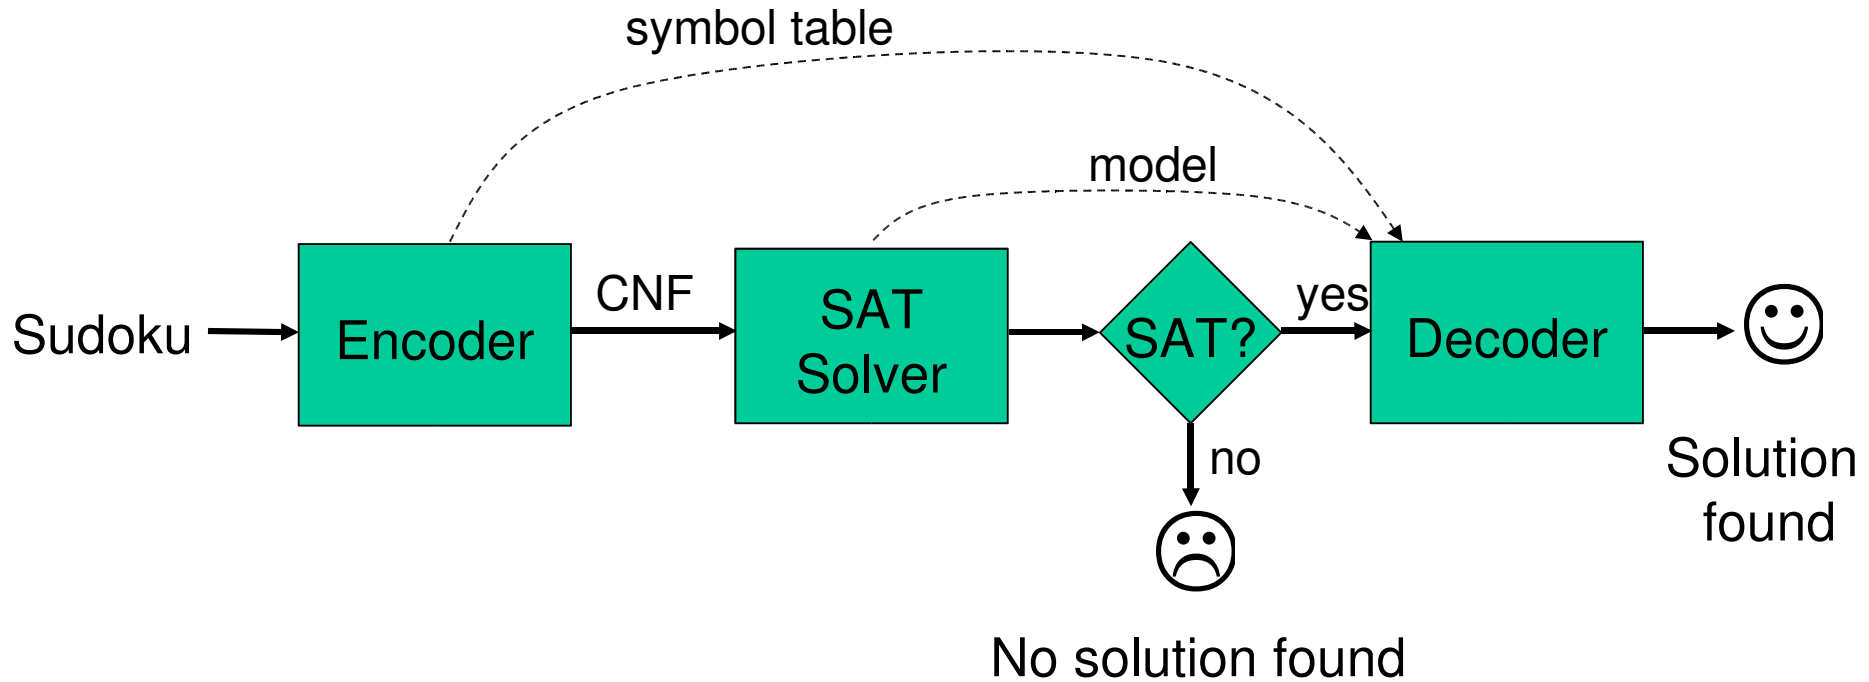 symbol table
model
Sudoku
Encoder
CNF
SAT
Solver
SAT?
yes
Decoder
no
Solution
found
No solution found